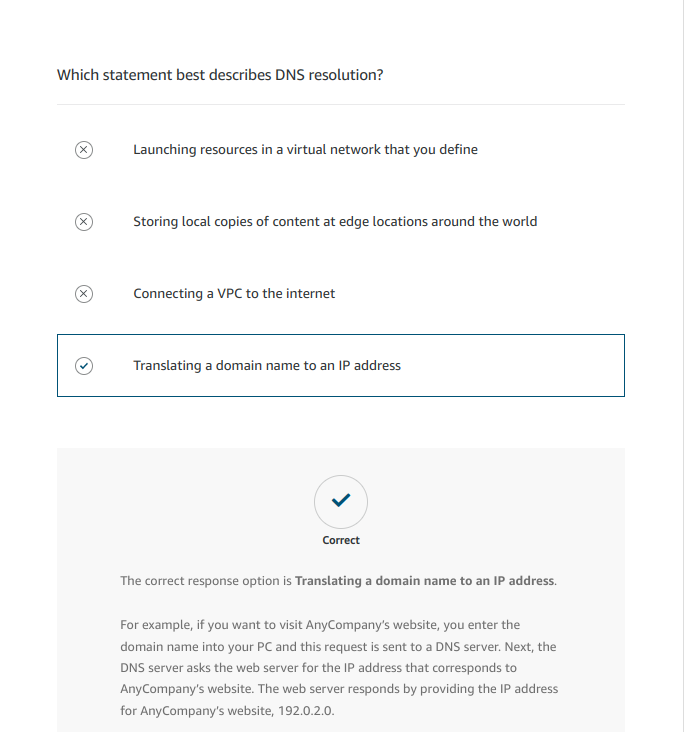 Which statement best describes DNS resolution?
Launching resources in a virtual network that you define
Storing local copies of content at edge locations around the world
Connecting a VPC to the internet
Translating a domain name to an IP address
Correct
The correct response option is Translating a domain name to an IP address.
For example, if you want to visit AnyCompany's website, you enter the
domain name into your PC and this request is sent to a DNS server. Next, the
DNS server asks the web server for the IP address that corresponds to
AnyCompany's website. The web server responds by providing the IP address
for AnyCompany's website, 192.0.2.0.